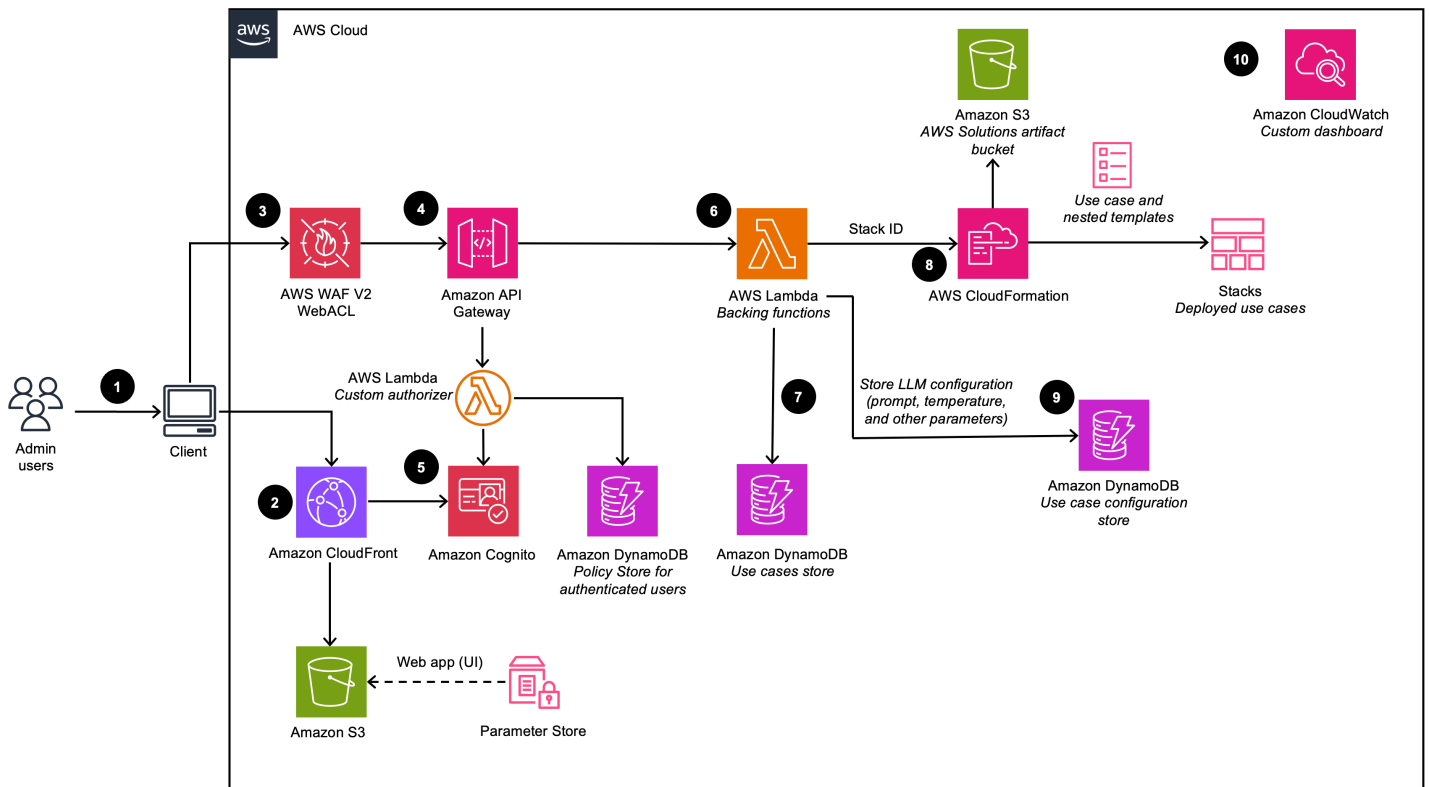 aws
AWS Cloud
10
Amazon S3
AWS Solutions artifact
bucket
Amazon CloudWatch
Custom dashboard
3
4
6
Use case and
nested templates
Stack ID
8
AWS WAF V2
WebACL
Amazon API
Gateway
AWS Lambda
Backing functions
AWS CloudFormation
Stacks
Deployed use cases
1
AWS Lambda
Custom authorizer
7
Store LLM configuration
(prompt, temperature,
and other parameters)
9
Admin
users
Client
2
5
Amazon CloudFront
Amazon Cognito
Amazon DynamoDB
Policy Store for
authenticated users
Amazon DynamoDB
Use cases store
Amazon DynamoDB
Use case configuration
store
Web app (UI)
Amazon S3
Parameter Store